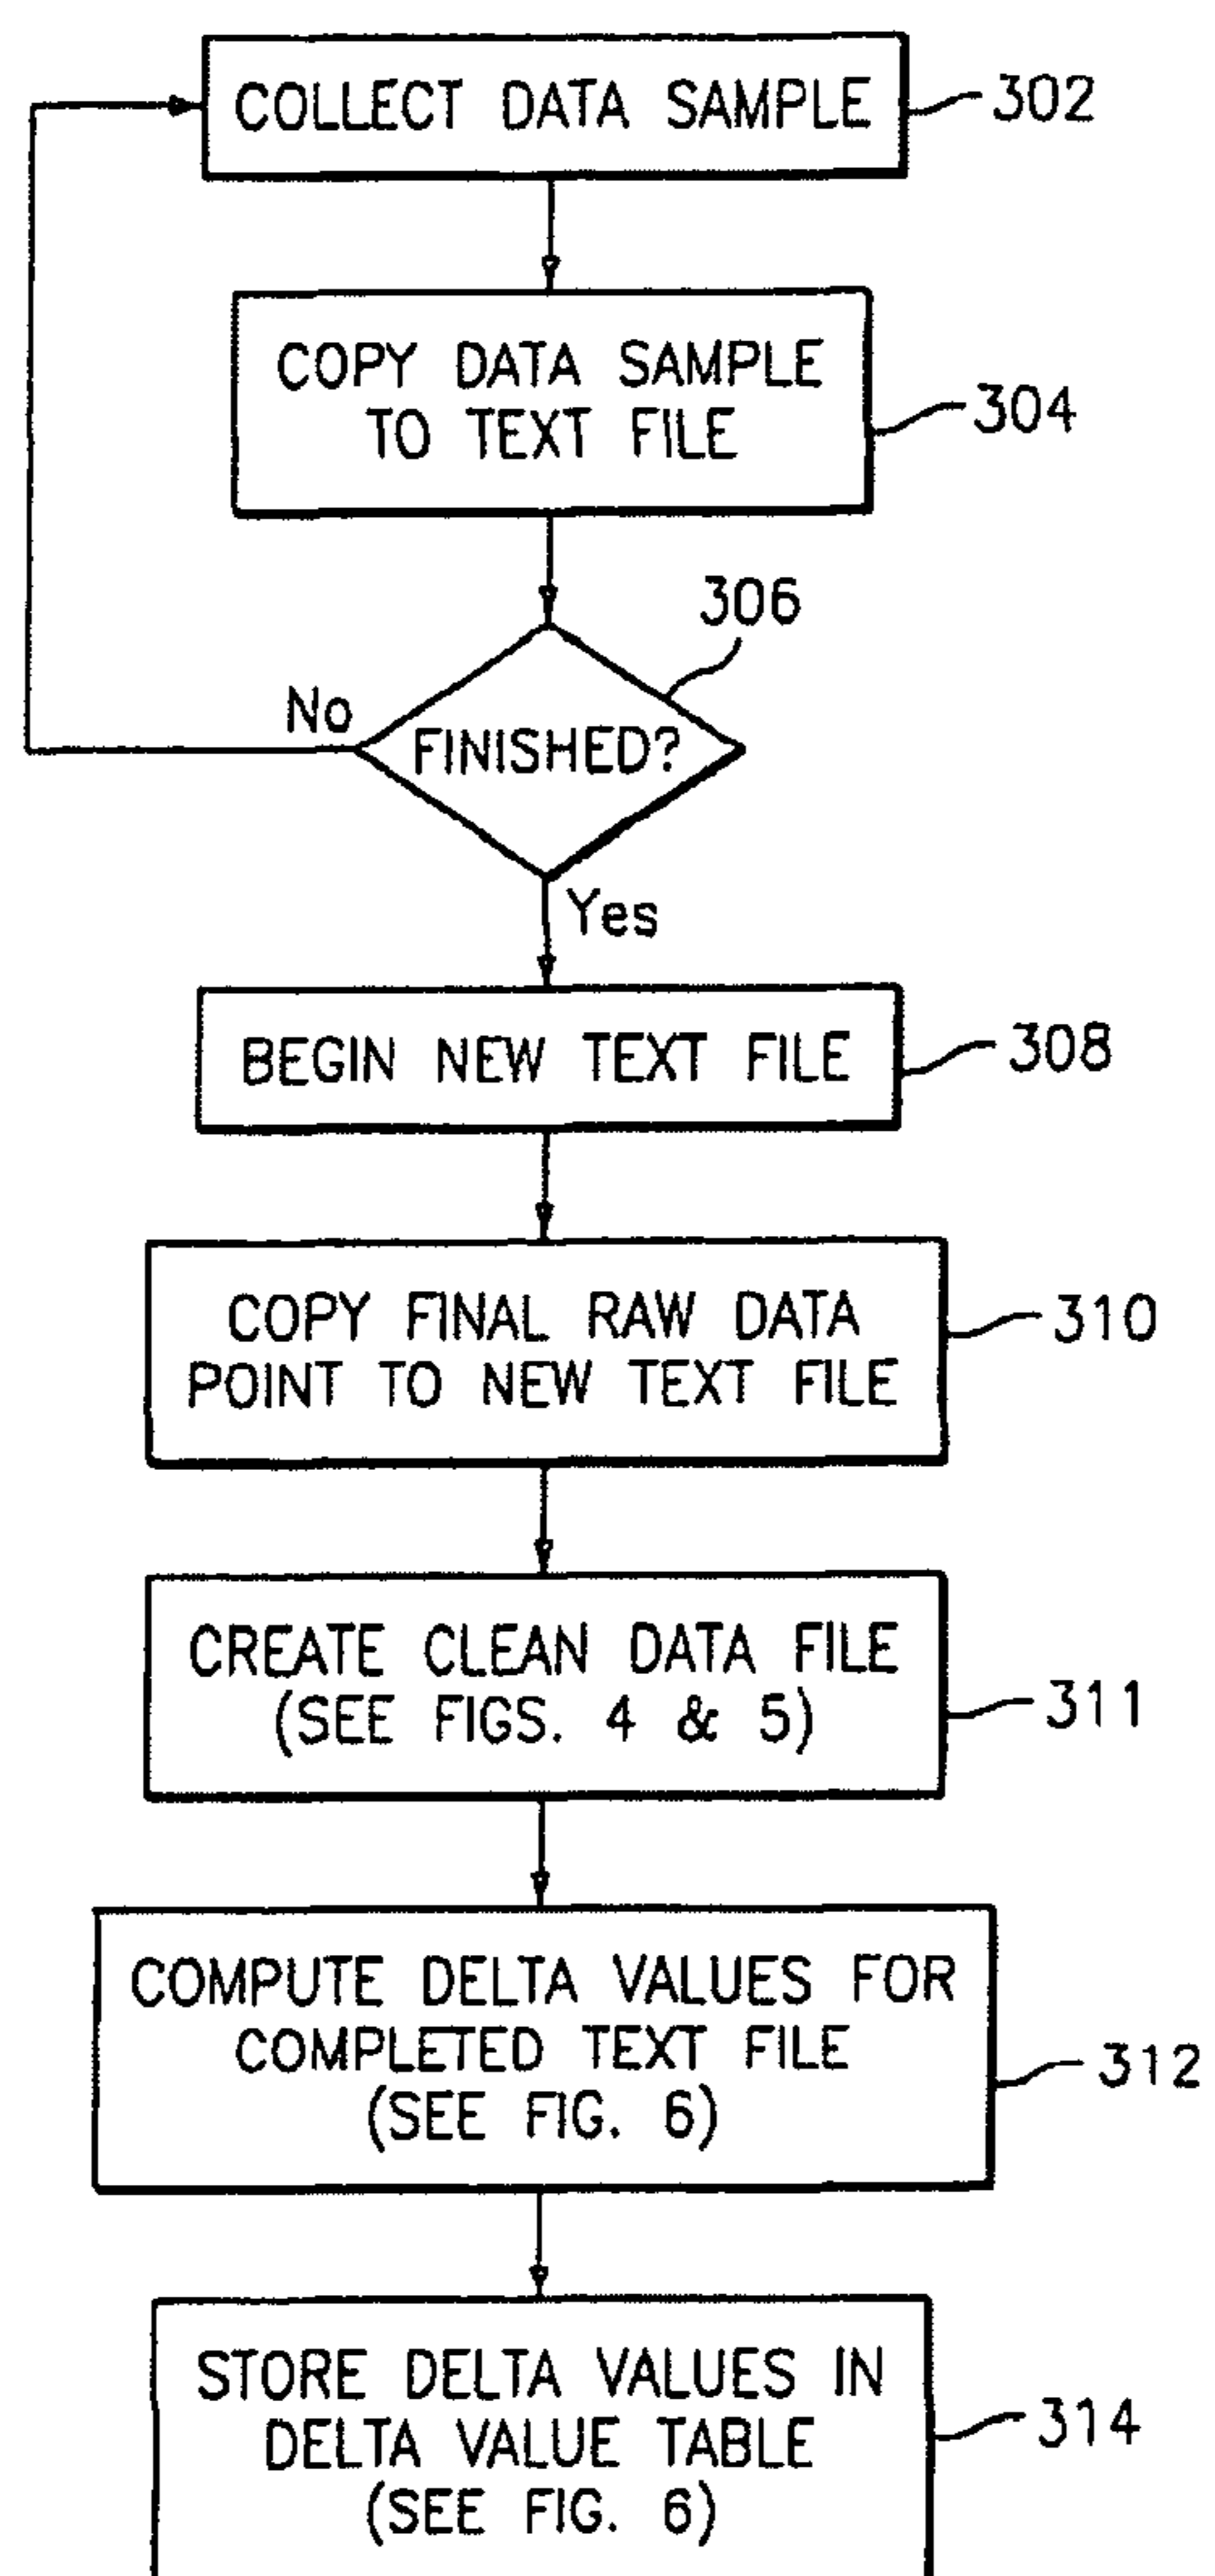 COLLECT DATA SAMPLE
302
COPY DATA SAMPLE
TO TEXT FILE
304
306
No
FINISHED?
Yes
BEGIN NEW TEXT FILE
308
COPY FINAL RAW DATA
POINT TO NEW TEXT FILE
310
CREATE CLEAN DATA FILE
(SEE FIGS. 4 & 5)
311
COMPUTE DELTA VALUES FOR
COMPLETED TEXT FILE
(SEE FIG. 6)
312
STORE DELTA VALUES IN
DELTA VALUE TABLE
(SEE FIG. 6)
314